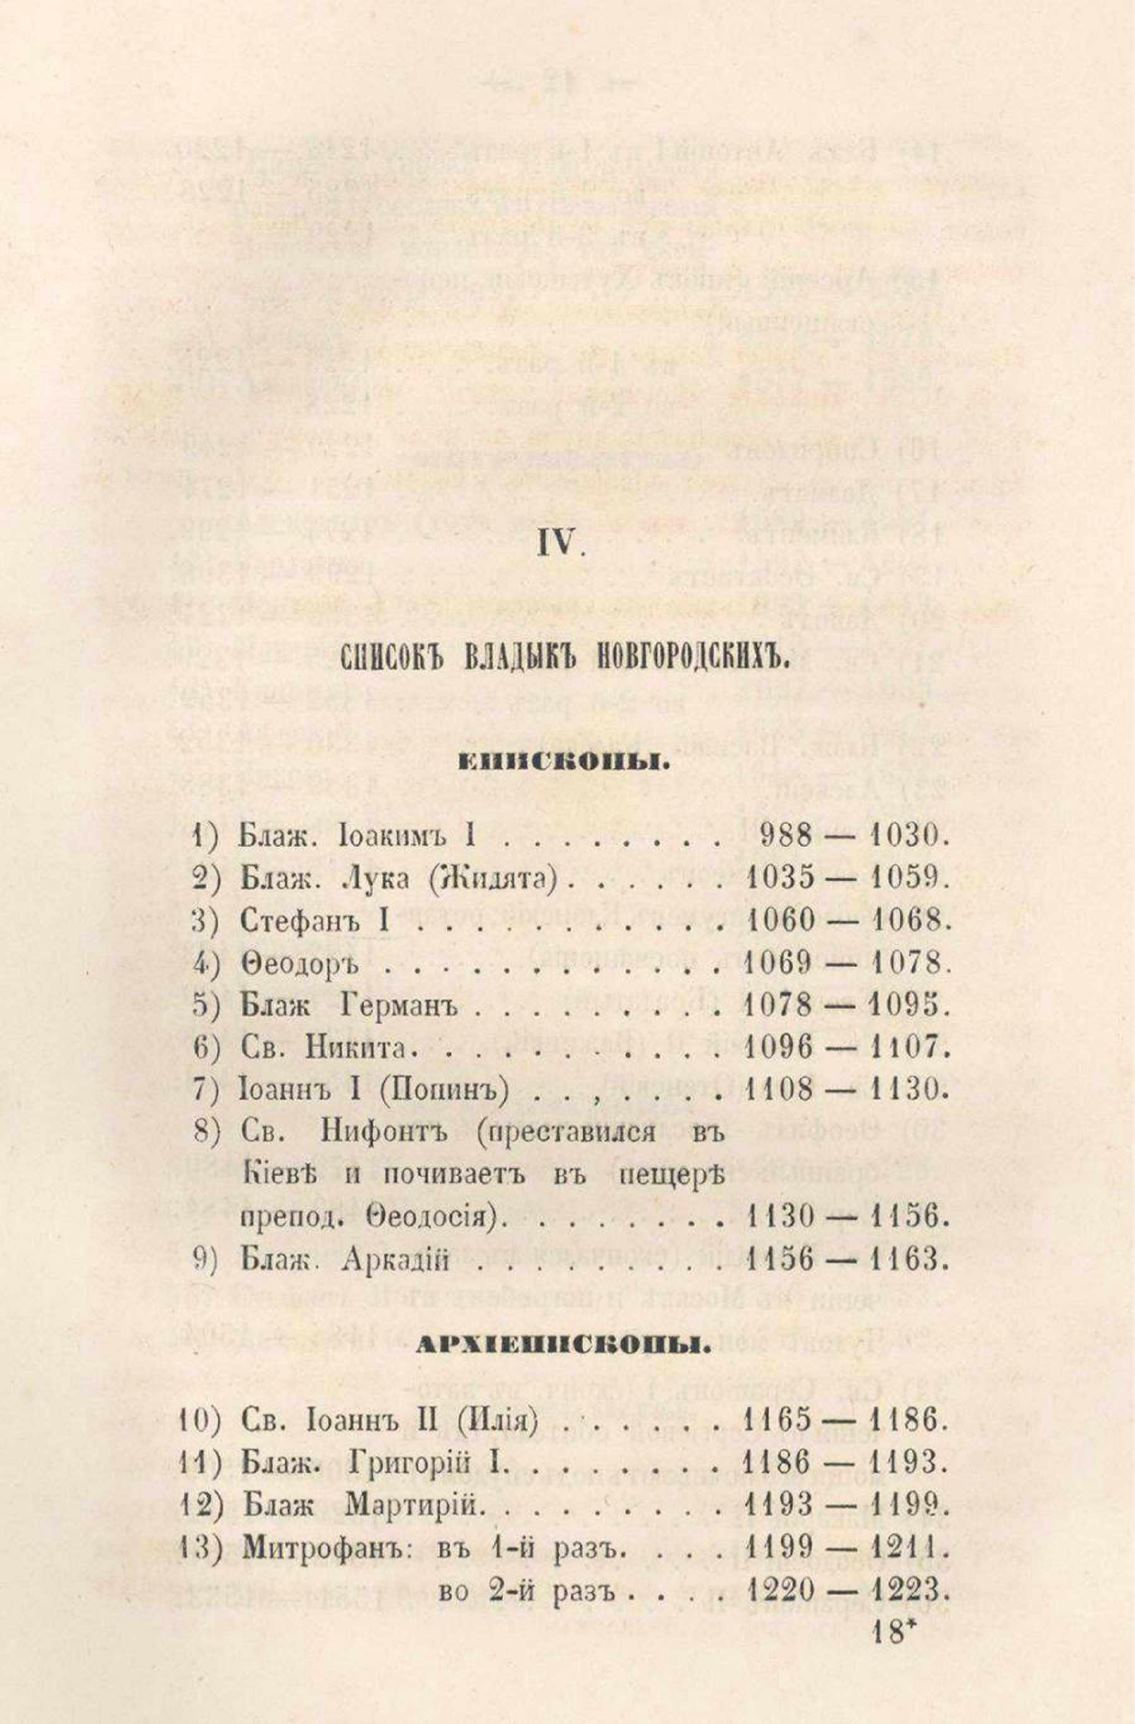 IV.
СПИСОКЪ ВЛАДЫКЪ НОВГОРОДСКИХЪ.
ЕПИСКОПЫ.
1) Блаж. Іоакимъ I . . . . . . . . 988 — 1030.
2) Блаж. Лука (Жидята). . . . . . 1035 — 1059.
3) Стефанъ I . . . . . . . . . . . 1060 — 1068.
4) Ѳеодоръ . . . . . . . . . . . . 1069 — 1078.
5) Блаж Германъ . . . . . . . . . 1078 — 1095.
6) Св. Никита. . . . . . . . . . . 1096 — 1107.
7) Іоаннъ I (Попинъ) . . , . . . . 1108 — 1130.
8) Св. Нифонтъ (преставился въ
Кіевѣ и почиваетъ въ пещерѣ
препод. Ѳеодосія). . . . . . . . 1130 — 1156.
9) Блаж. Аркадій . . . . . . . . . 1156 — 1163.
АРХІЕПИСКОПЫ.
10) Св. Іоаннъ II (Илія) . . . . . . 1165 — 1186.
11) Блаж. Григорій I. . . . . . . . 1186 — 1193.
12) Блаж Мартирій. . . . . . . . . 1193 — 1199.
13) Митрофанъ: въ 1-й разъ. . . . 1199 — 1211.
во 2-й разъ . . . . 1220 — 1223.
18*